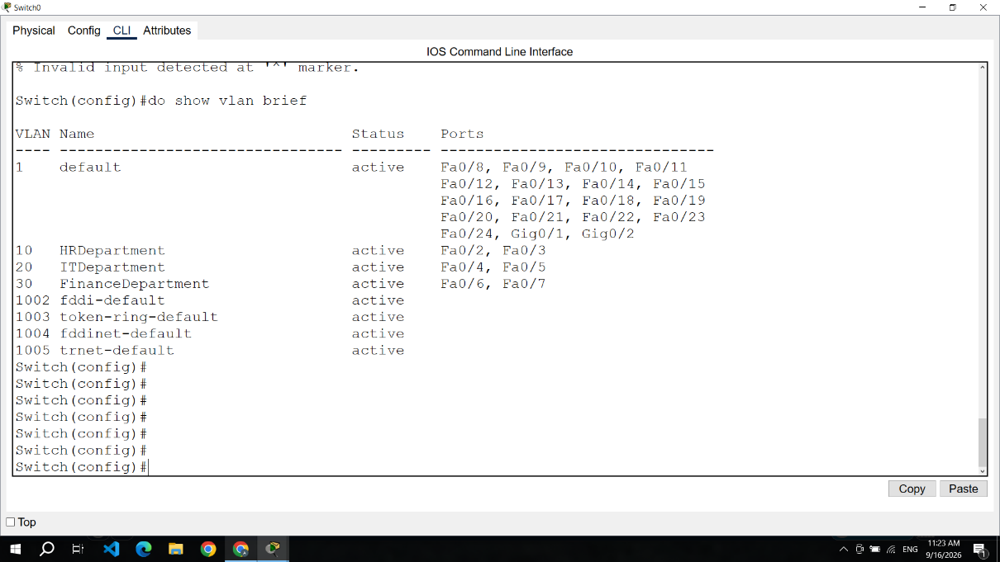 Switch0
Physical Config CLI Attributes
IOS Command Line Interface
% Invalid input detected at '^' marker.
Switch(config)#do show vlan brief
VLAN Name Status Ports
---- -------------------------------- --------- -------------------------------
1 default active Fa0/8, Fa0/9, Fa0/10, Fa0/11
Fa0/12, Fa0/13, Fa0/14, Fa0/15
Fa0/16, Fa0/17, Fa0/18, Fa0/19
Fa0/20, Fa0/21, Fa0/22, Fa0/23
Fa0/24, Gig0/1, Gig0/2
10 HRDepartment active Fa0/2, Fa0/3
20 ITDepartment active Fa0/4, Fa0/5
30 FinanceDepartment active Fa0/6, Fa0/7
1002 fddi-default active
1003 token-ring-default active
1004 fddinet-default active
1005 trnet-default active
Switch(config)#
Switch(config)#
Switch(config)#
Switch(config)#
Switch(config)#
Switch(config)#
Switch(config)#
Copy Paste
Top
ENG
11:23 AM
9/16/2026
1